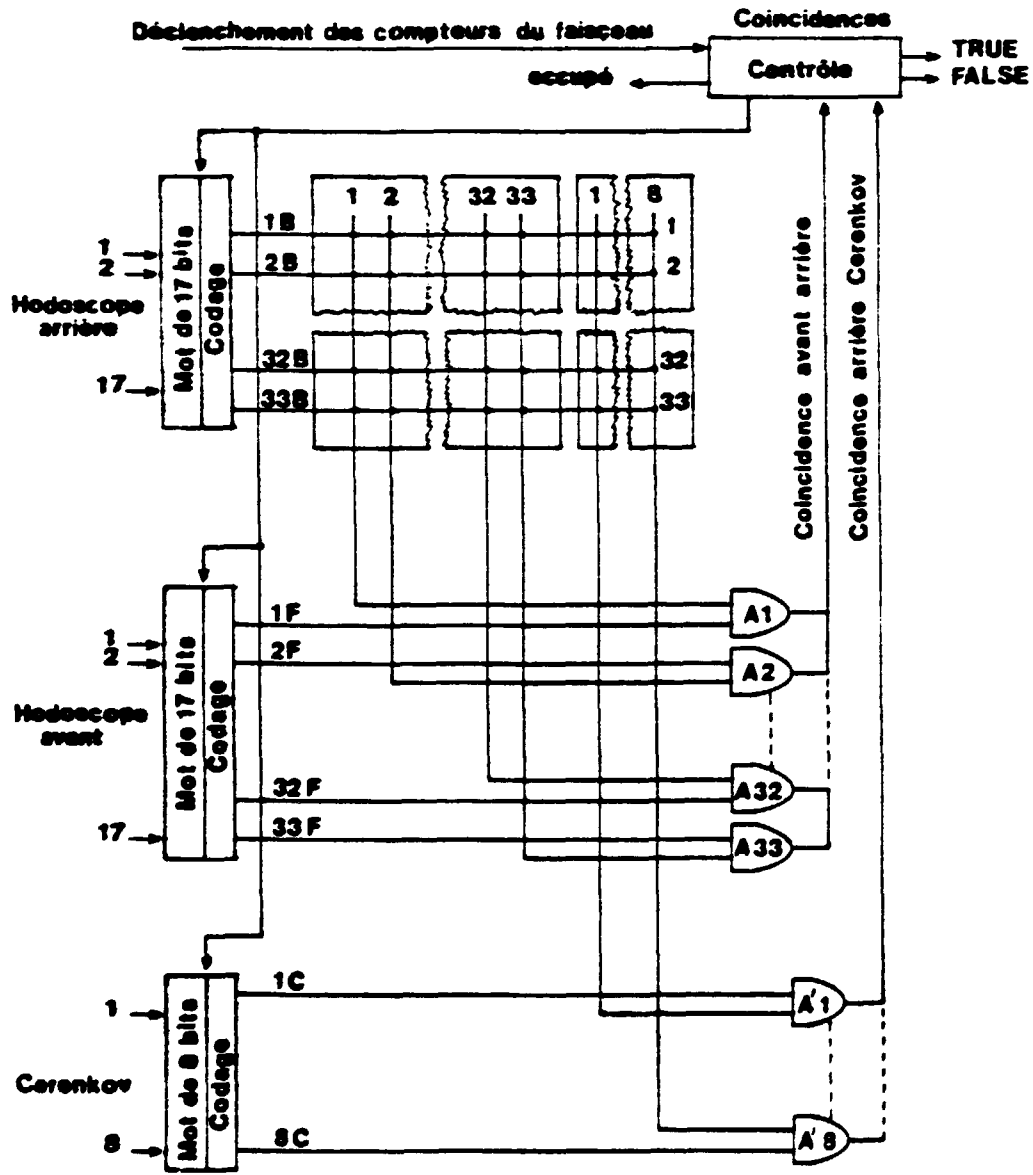 Coincidences
Déclenchement des compteurs du faisçeau
Contrôle
TRUE
FALSE
occupé
Mot de 17 bits
Codage
1
2
Hodoscope
arrière
17
1B
2B
32B
33B
1 2
32 33
1
8
1
2
32
33
Coincidence avant arrière
Coincidence arrière Cerenkov
Mot de 17 bits
Codage
1
2
Hodoscope
avant
17
1F
2F
32F
33F
A1
A2
A32
A33
Mot de 8 bits
Codage
1
Cerenkov
8
1C
8C
A'1
A'8